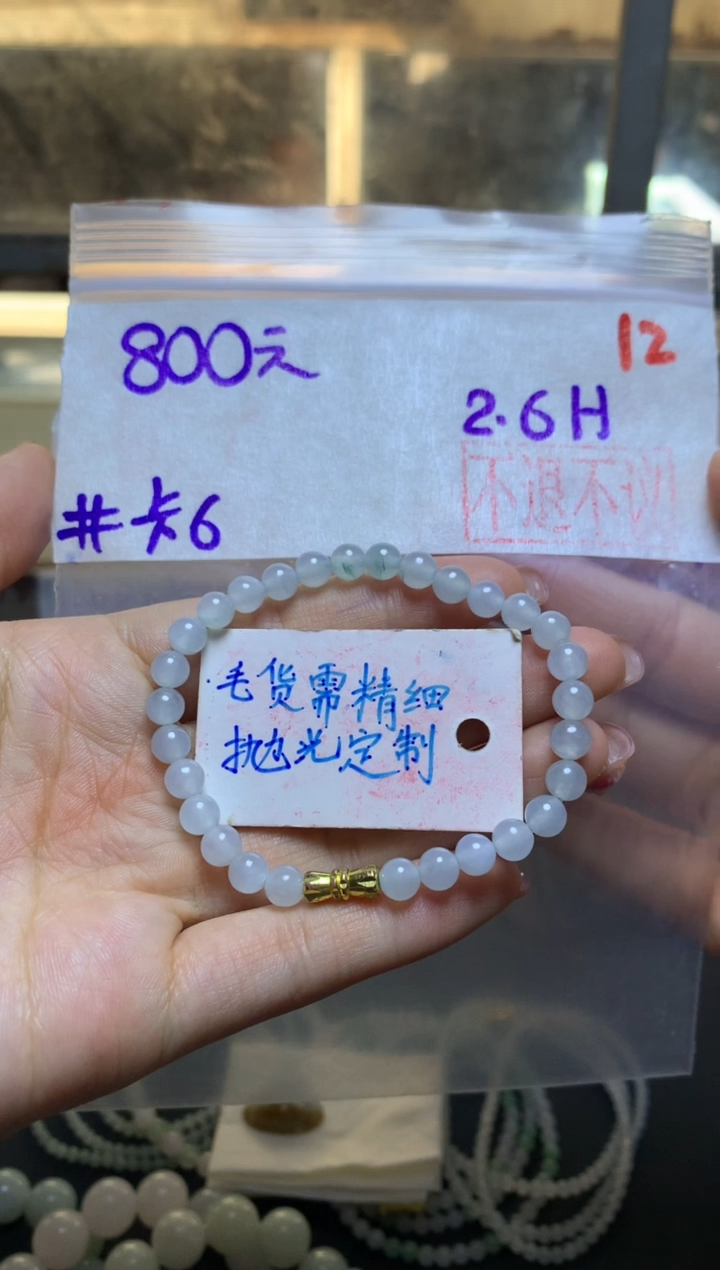 800元
12
2.6H
不退不议
#卡6
毛货需精细
抛光定制